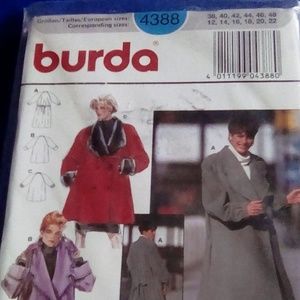 Größen/Tailles/European sizes:
Corresponding sizes:
4388
38, 40, 42, 44, 46, 48
12, 14, 16, 18, 20, 22
burda
4 011199 043880
A
B
A
B
A